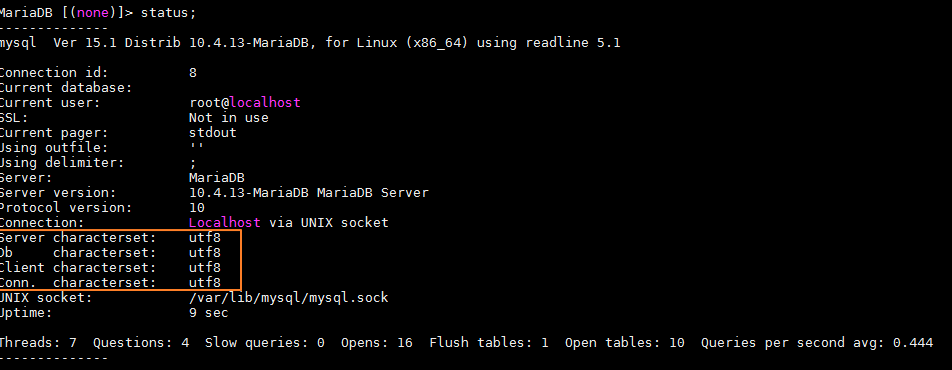 MariaDB [(none)]> status;
--------------
mysql  Ver 15.1 Distrib 10.4.13-MariaDB, for Linux (x86_64) using readline 5.1
Connection id:          8
Current database:
Current user:           root@localhost
SSL:                    Not in use
Current pager:          stdout
Using outfile:          ''
Using delimiter:        ;
Server:                 MariaDB
Server version:         10.4.13-MariaDB MariaDB Server
Protocol version:       10
Connection:             Localhost via UNIX socket
Server characterset:    utf8
Db     characterset:    utf8
Client characterset:    utf8
Conn.  characterset:    utf8
UNIX socket:            /var/lib/mysql/mysql.sock
Uptime:                 9 sec
Threads: 7  Questions: 4  Slow queries: 0  Opens: 16  Flush tables: 1  Open tables: 10  Queries per second avg: 0.444
--------------